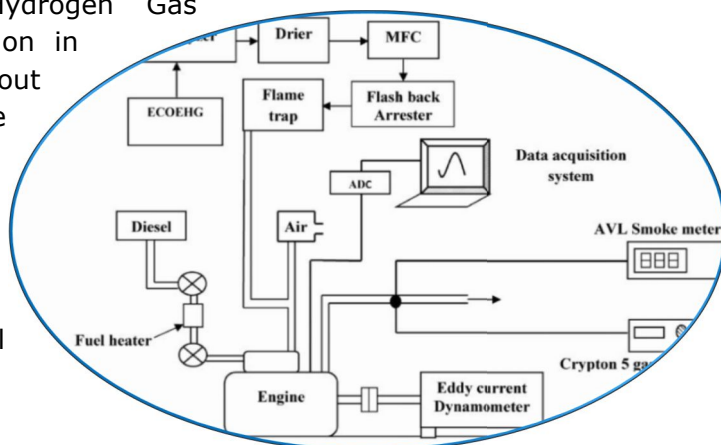 ydrogen Gas
on in
out
e
l
Drier
MFC
ECOEHG
Flame
trap
Flash back
Arrester
ADC
Data acquisition
system
Diesel
Air
AVL Smoke meter
Fuel heater
Crypton 5 ga
Engine
Eddy current
Dynamometer